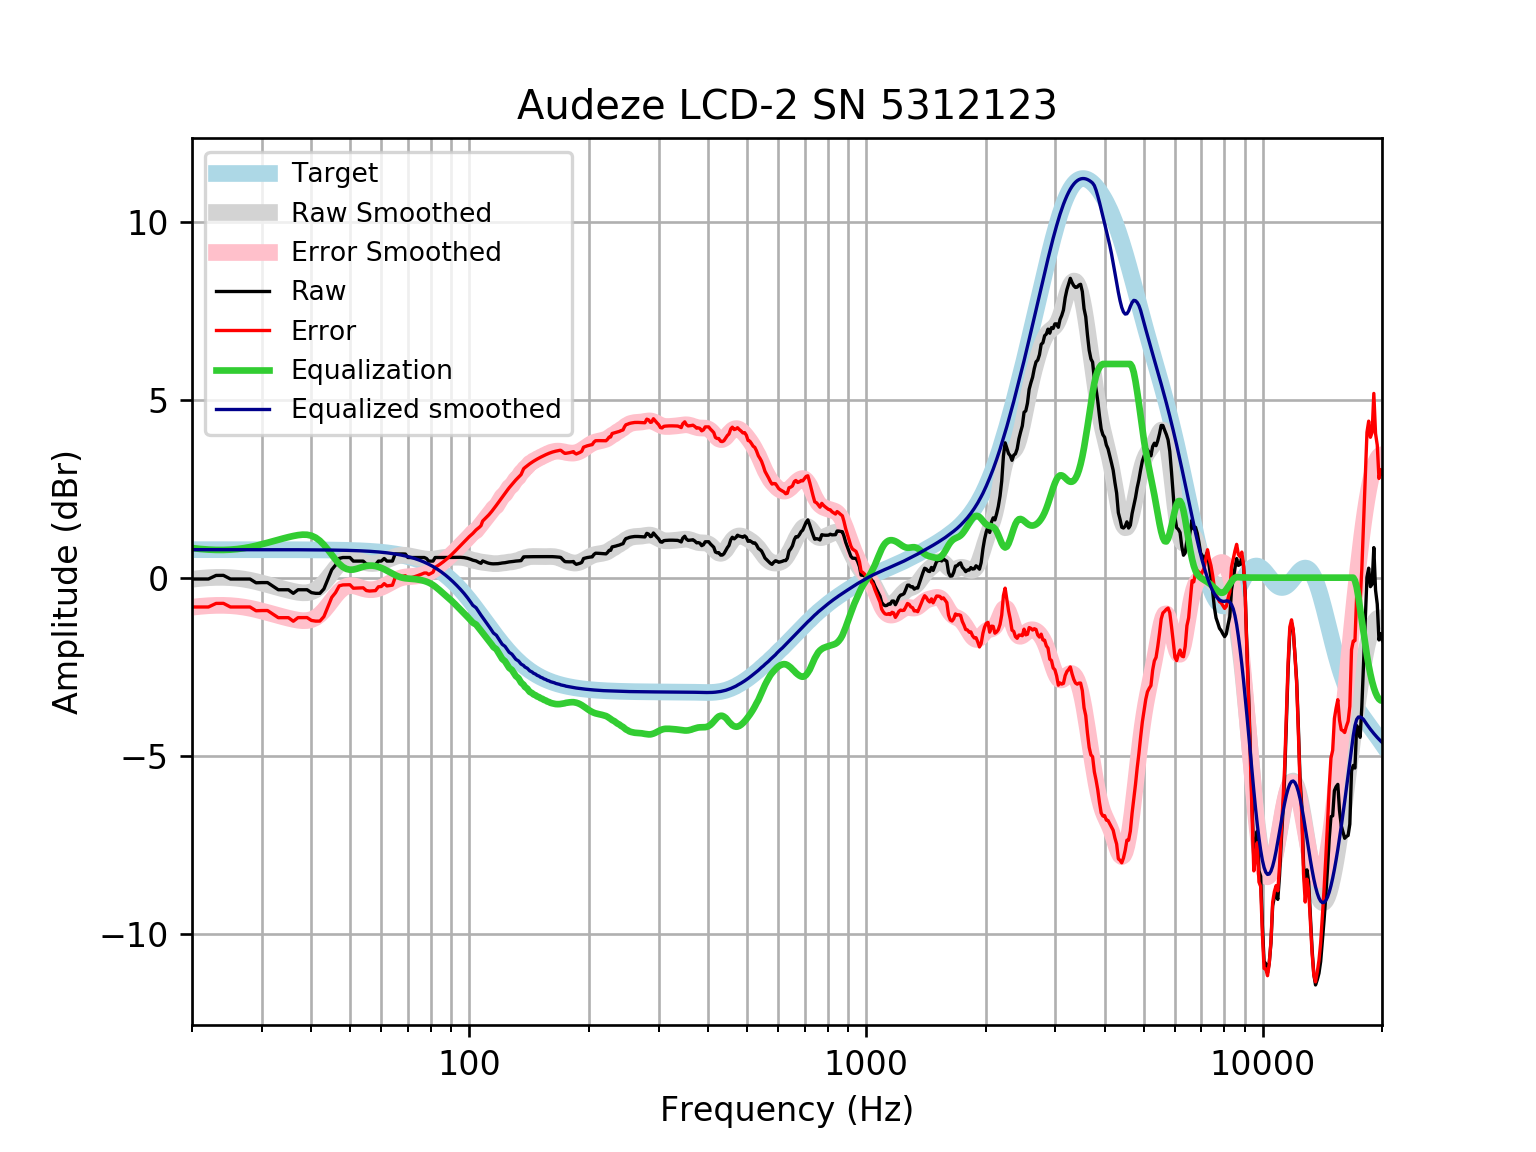 Audeze LCD-2 SN 5312123
Target
Raw Smoothed
Error Smoothed
Raw
Error
Equalization
Equalized smoothed
10
5
0
−5
−10
Amplitude (dBr)
100
1000
10000
Frequency (Hz)